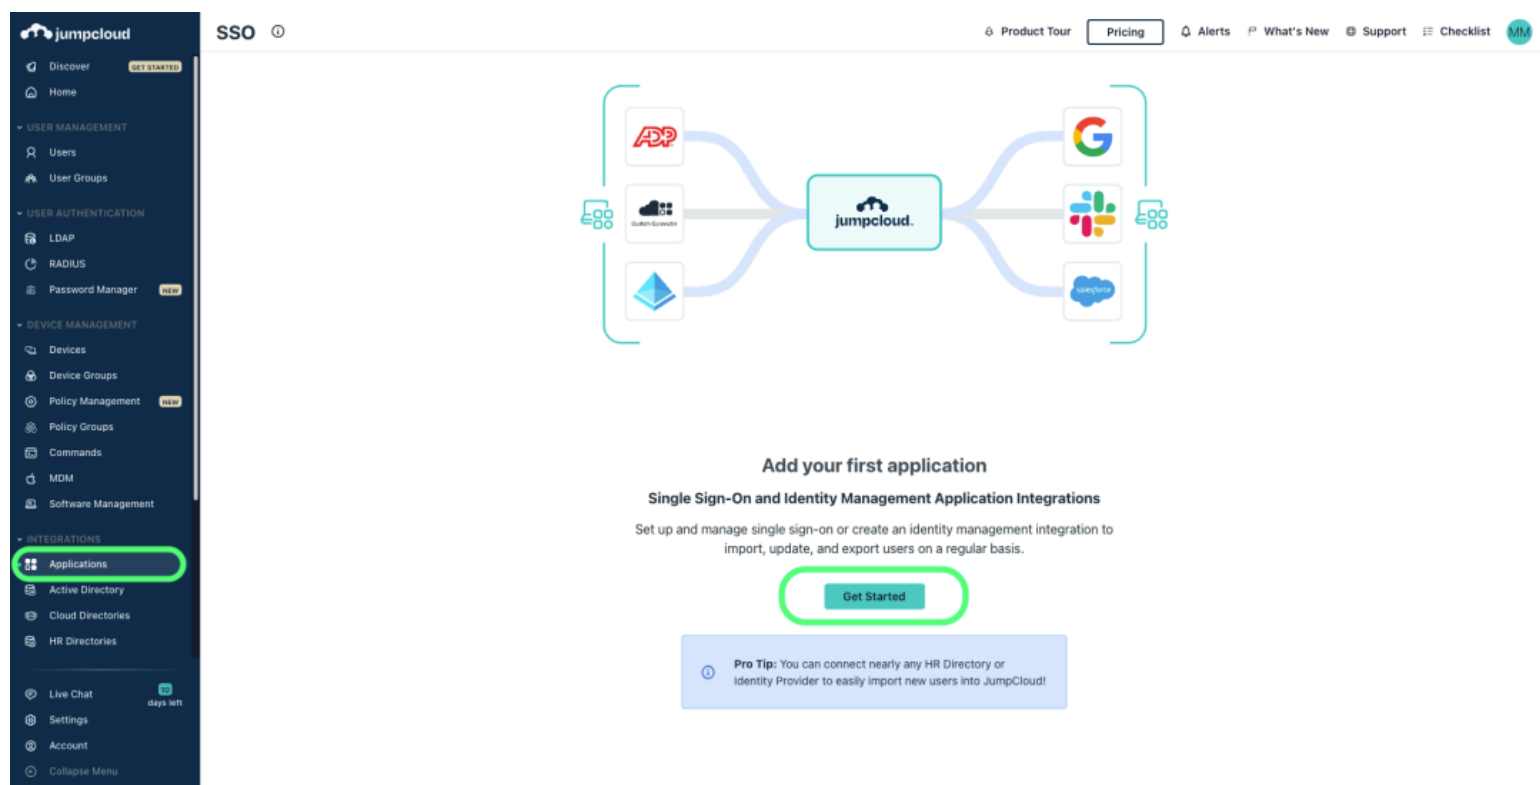 jumpcloud
Discover
GET STARTED
Home
USER MANAGEMENT
Users
User Groups
USER AUTHENTICATION
LDAP
RADIUS
Password Manager
NEW
DEVICE MANAGEMENT
Devices
Device Groups
Policy Management
NEW
Policy Groups
Commands
MDM
Software Management
INTEGRATIONS
Applications
Active Directory
Cloud Directories
HR Directories
Live Chat
10
days left
Settings
Account
Collapse Menu
SSO
Product Tour
Pricing
Alerts
What's New
Support
Checklist
MM
ADP
G
jumpcloud.
salesforce
Add your first application
Single Sign-On and Identity Management Application Integrations
Set up and manage single sign-on or create an identity management integration to
import, update, and export users on a regular basis.
Get Started
Pro Tip: You can connect nearly any HR Directory or
Identity Provider to easily import new users into JumpCloud!